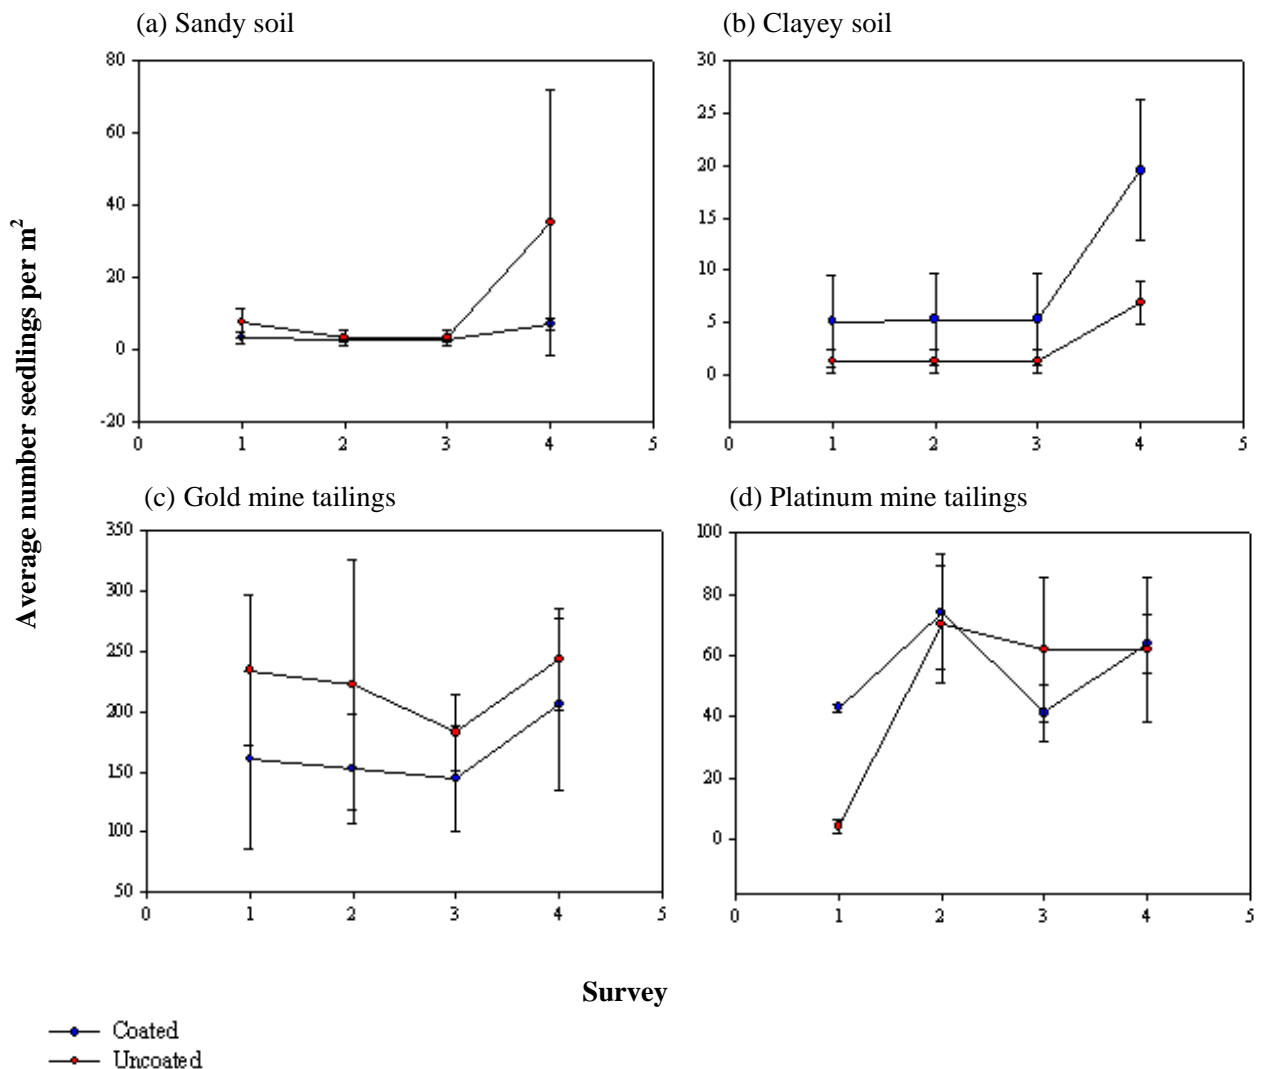 (a) Sandy soil
(b) Clayey soil
80
60
40
20
0
-20
0 1 2 3 4 5
30
25
20
15
10
5
0
0 1 2 3 4 5
Average number seedlings per m²
(c) Gold mine tailings
(d) Platinum mine tailings
350
300
250
200
150
100
50
0 1 2 3 4 5
100
80
60
40
20
0
0 1 2 3 4 5
Survey
Coated
Uncoated